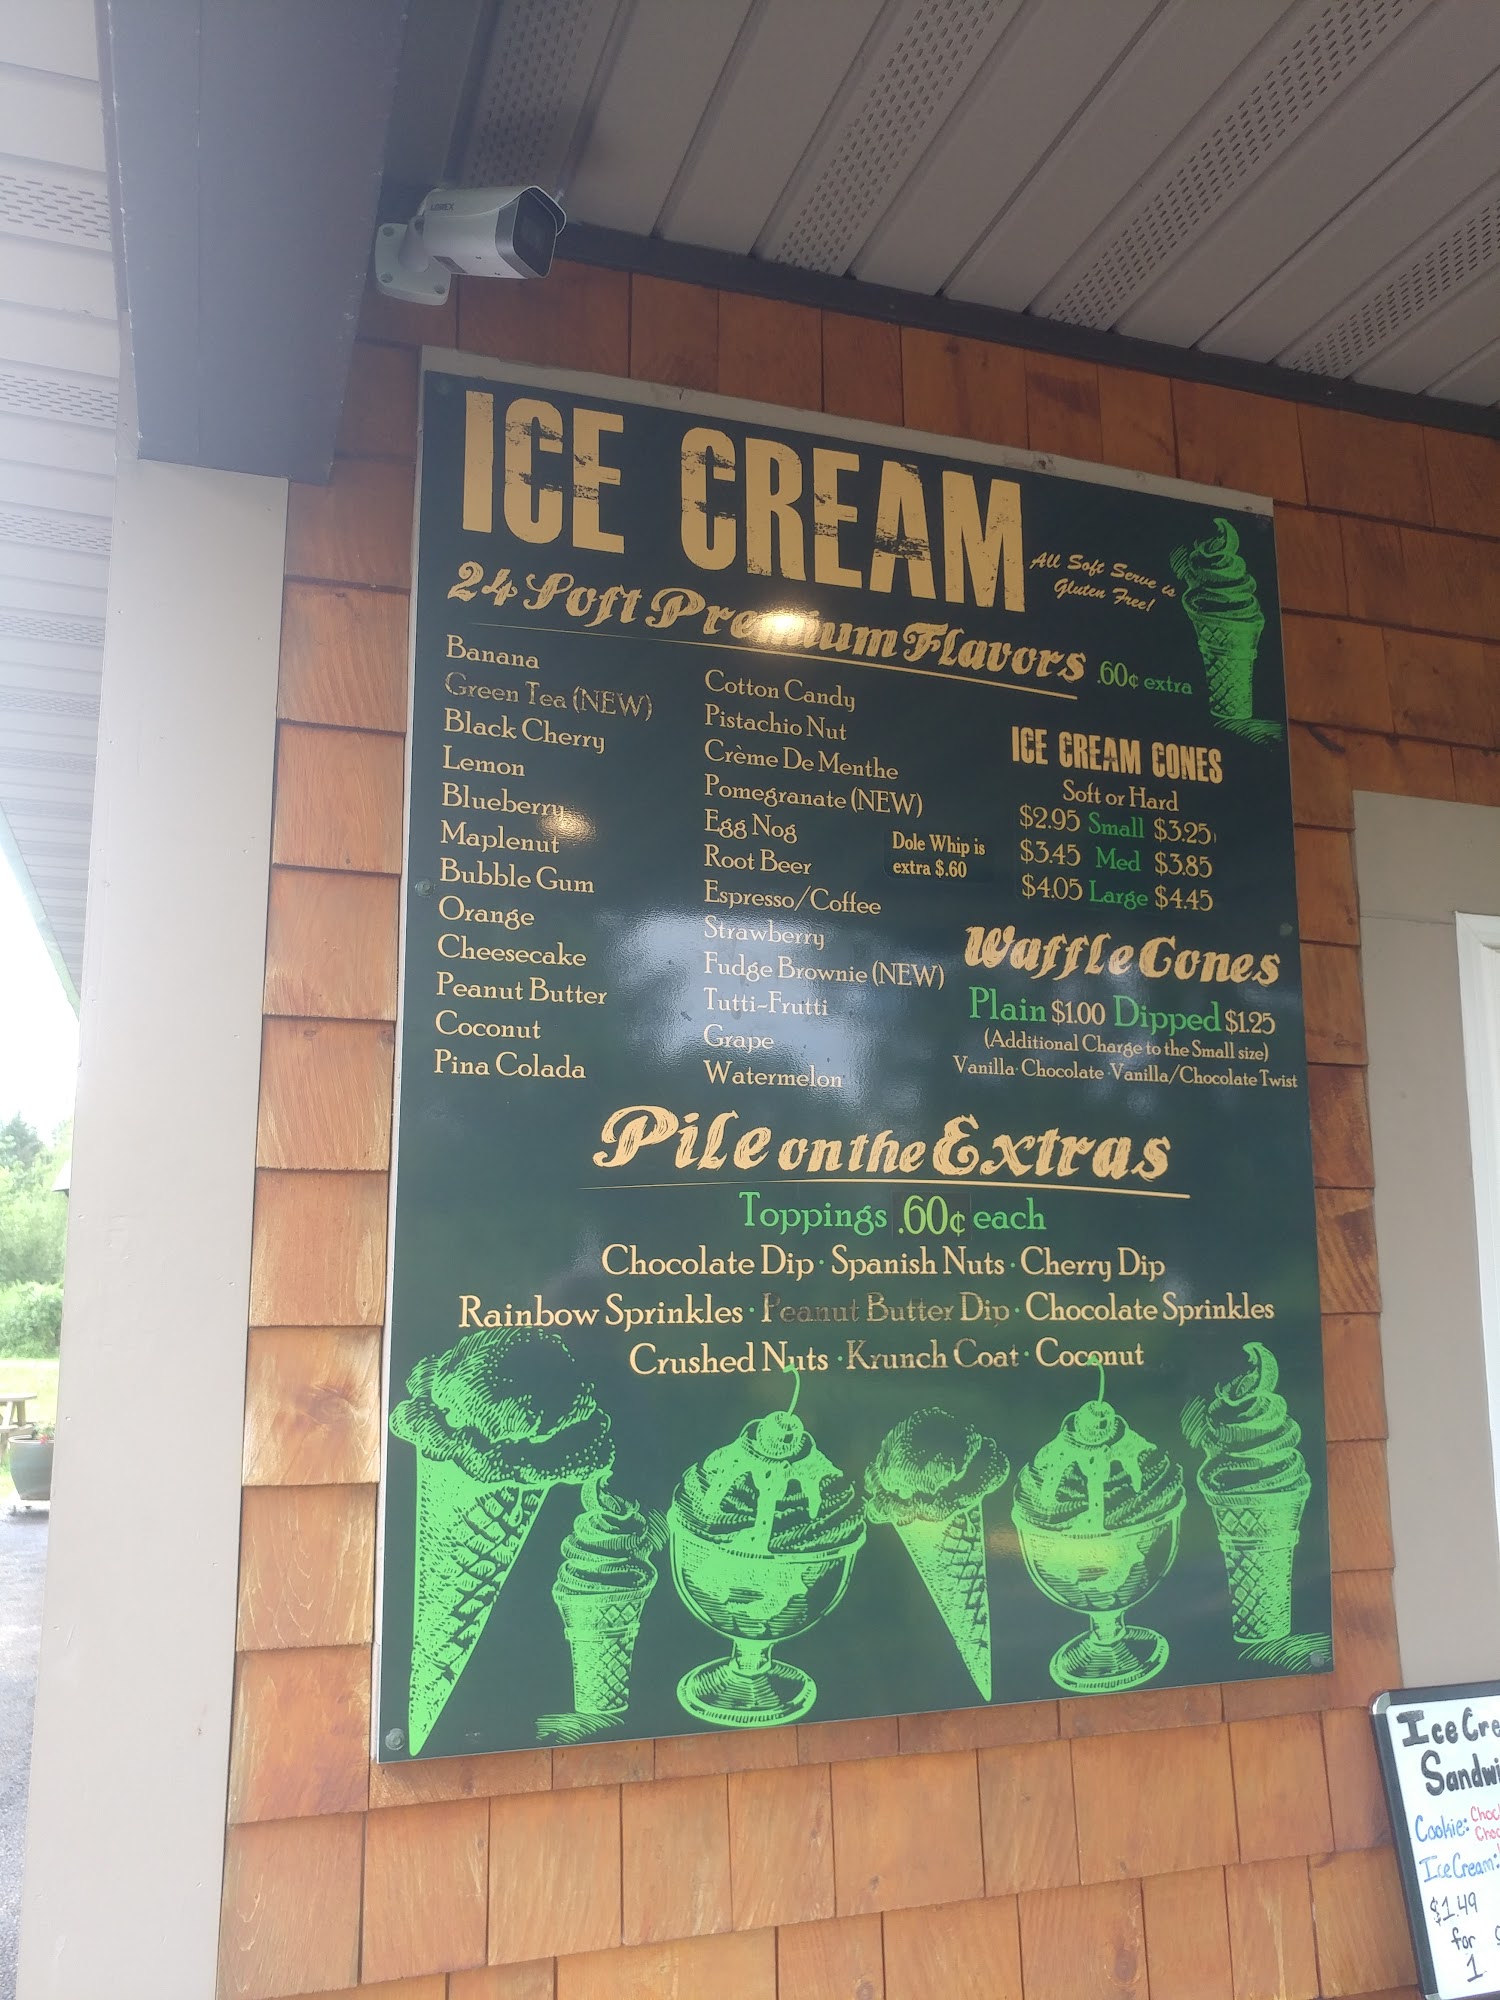 LOREX
ICE CREAM
All Soft Serve is
Gluten Free!
24 Soft Premium Flavors .60¢ extra
Banana
Green Tea (NEW)
Black Cherry
Lemon
Blueberry
Maplenut
Bubble Gum
Orange
Cheesecake
Peanut Butter
Coconut
Pina Colada
Cotton Candy
Pistachio Nut
Crème De Menthe
Pomegranate (NEW)
Egg Nog
Root Beer
Espresso/Coffee
Strawberry
Fudge Brownie (NEW)
Tutti-Frutti
Grape
Watermelon
Dole Whip is
extra $.60
ICE CREAM CONES
Soft or Hard
$2.95 Small $3.25
$3.45 Med $3.85
$4.05 Large $4.45
Waffle Cones
Plain $1.00 Dipped $1.25
(Additional Charge to the Small size)
Vanilla · Chocolate · Vanilla/Chocolate Twist
Pile on the Extras
Toppings .60¢ each
Chocolate Dip · Spanish Nuts · Cherry Dip
Rainbow Sprinkles · Peanut Butter Dip · Chocolate Sprinkles
Crushed Nuts · Krunch Coat · Coconut
Ice Cre
Sandwi
Cookie: Choc
Choc
Ice Cream:
$1.49
for
1